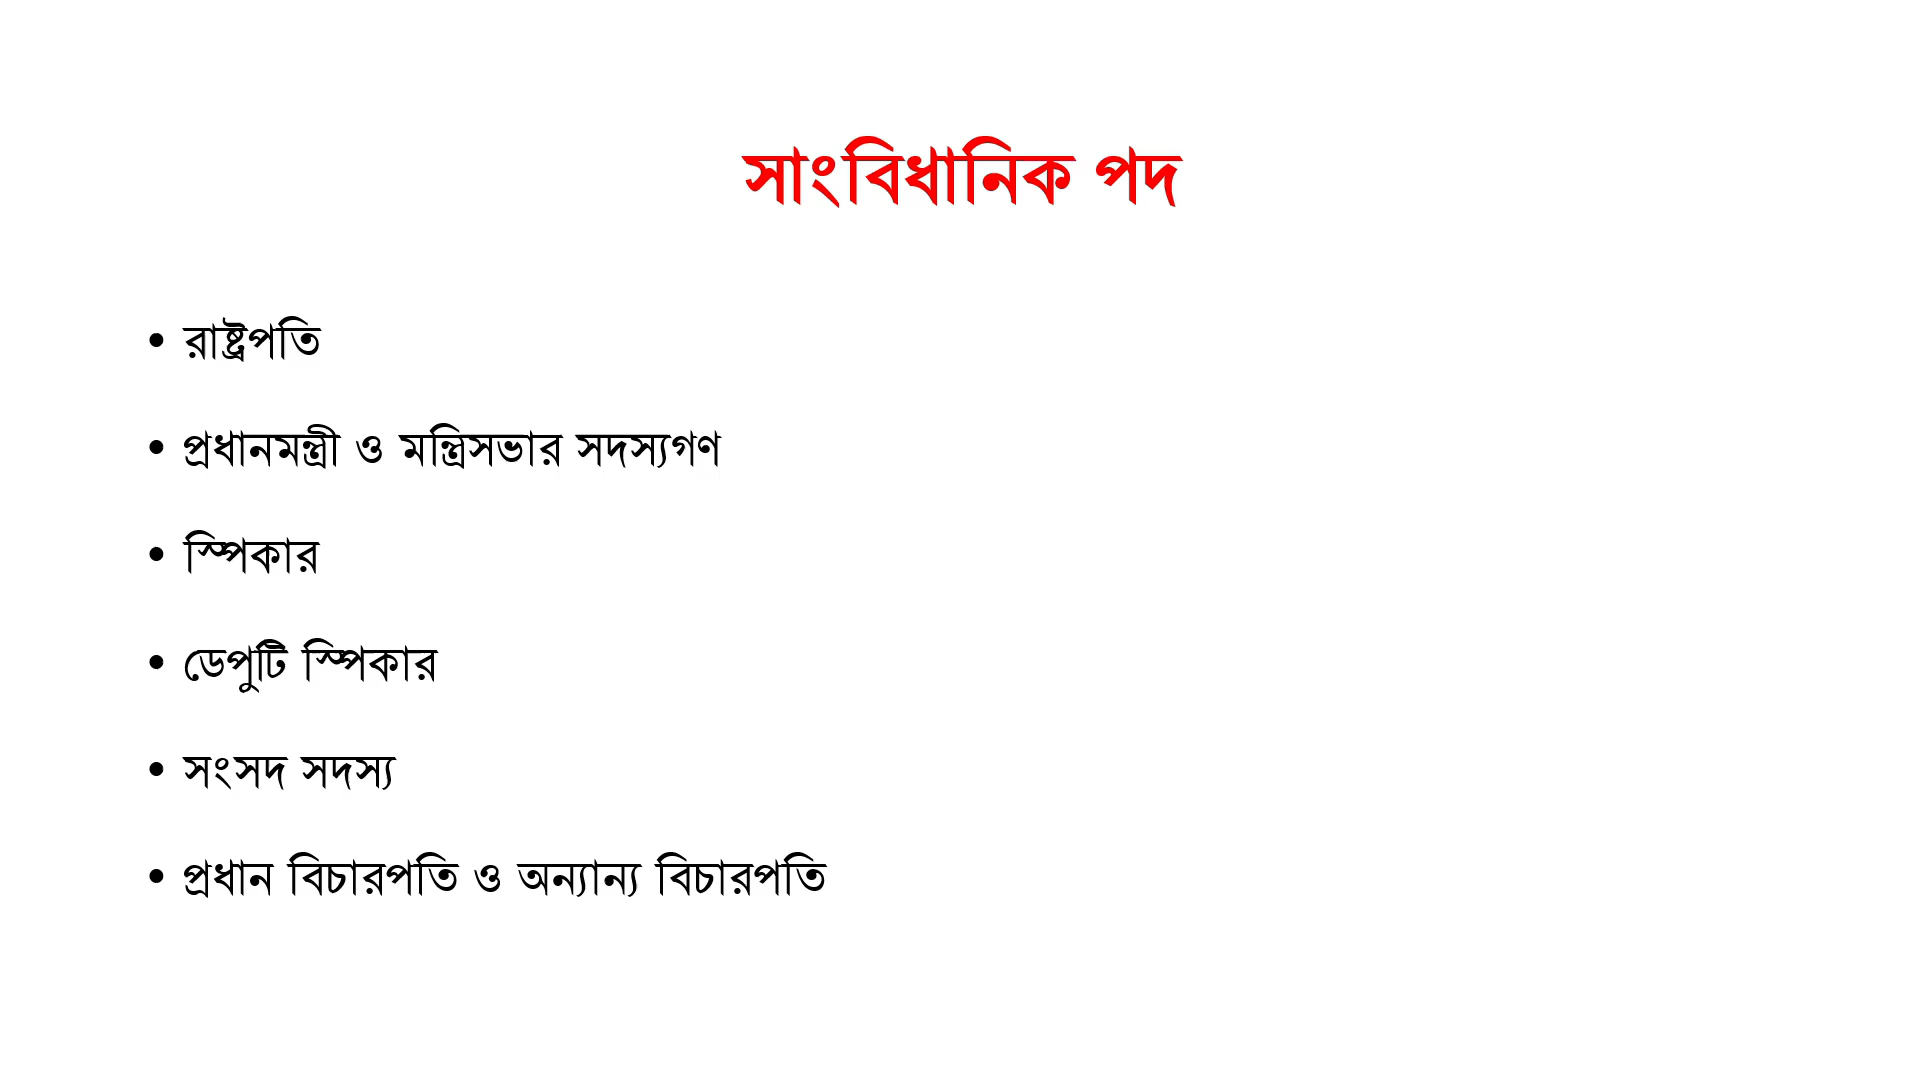 সাংবিধানিক পদ
• রাষ্ট্রপতি
• প্রধানমন্ত্রী ও মন্ত্রিসভার সদস্যগণ
• স্পিকার
• ডেপুটি স্পিকার
• সংসদ সদস্য
• প্রধান বিচারপতি ও অন্যান্য বিচারপতি